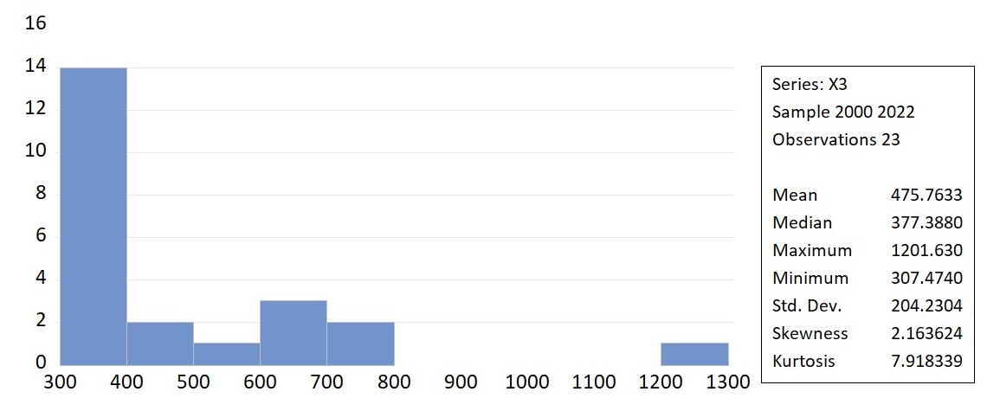 16
14
12
10
8
6
4
2
0
300 400 500 600 700 800 900 1000 1100 1200 1300
Series: X3
Sample 2000 2022
Observations 23
Mean 475.7633
Median 377.3880
Maximum 1201.630
Minimum 307.4740
Std. Dev. 204.2304
Skewness 2.163624
Kurtosis 7.918339